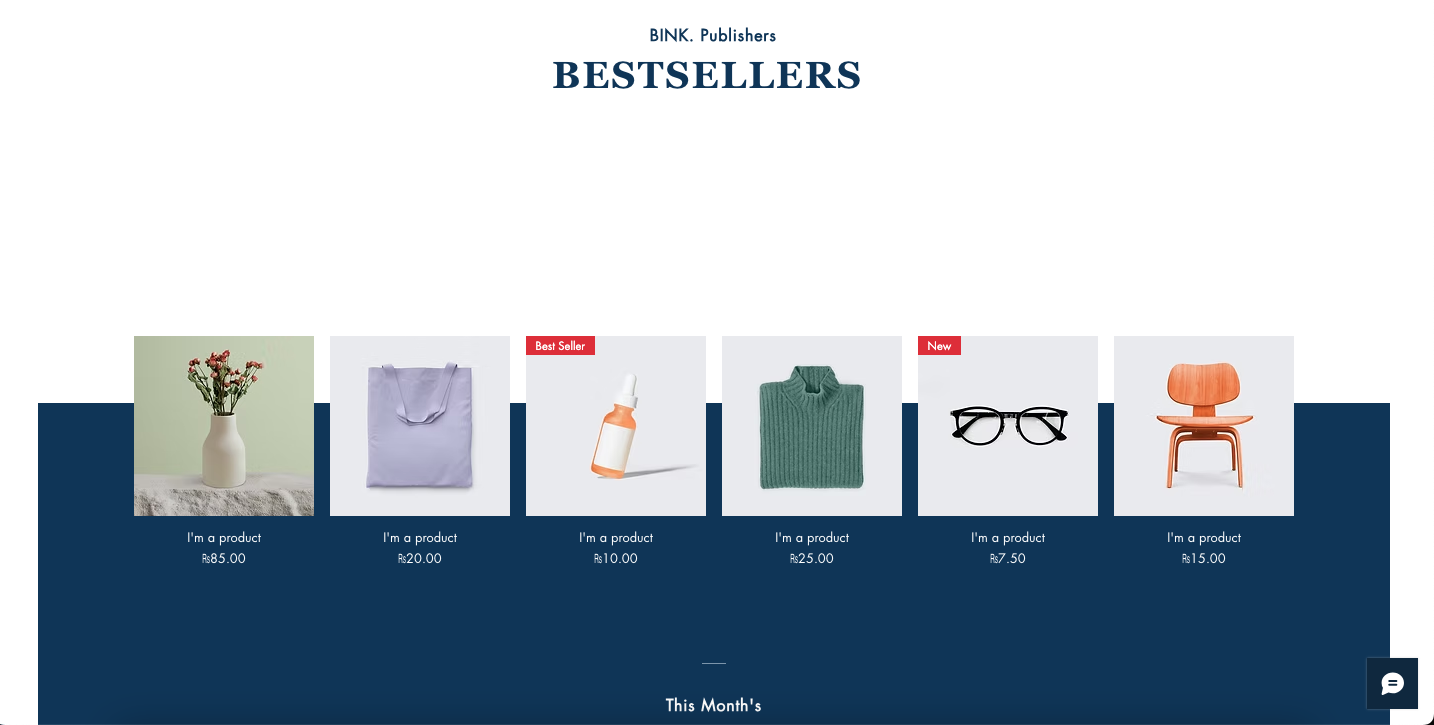 BINK. Publishers
BESTSELLERS
Best Seller
New
I'm a product
₨85.00
I'm a product
₨20.00
I'm a product
₨10.00
I'm a product
₨25.00
I'm a product
₨7.50
I'm a product
₨15.00
This Month's